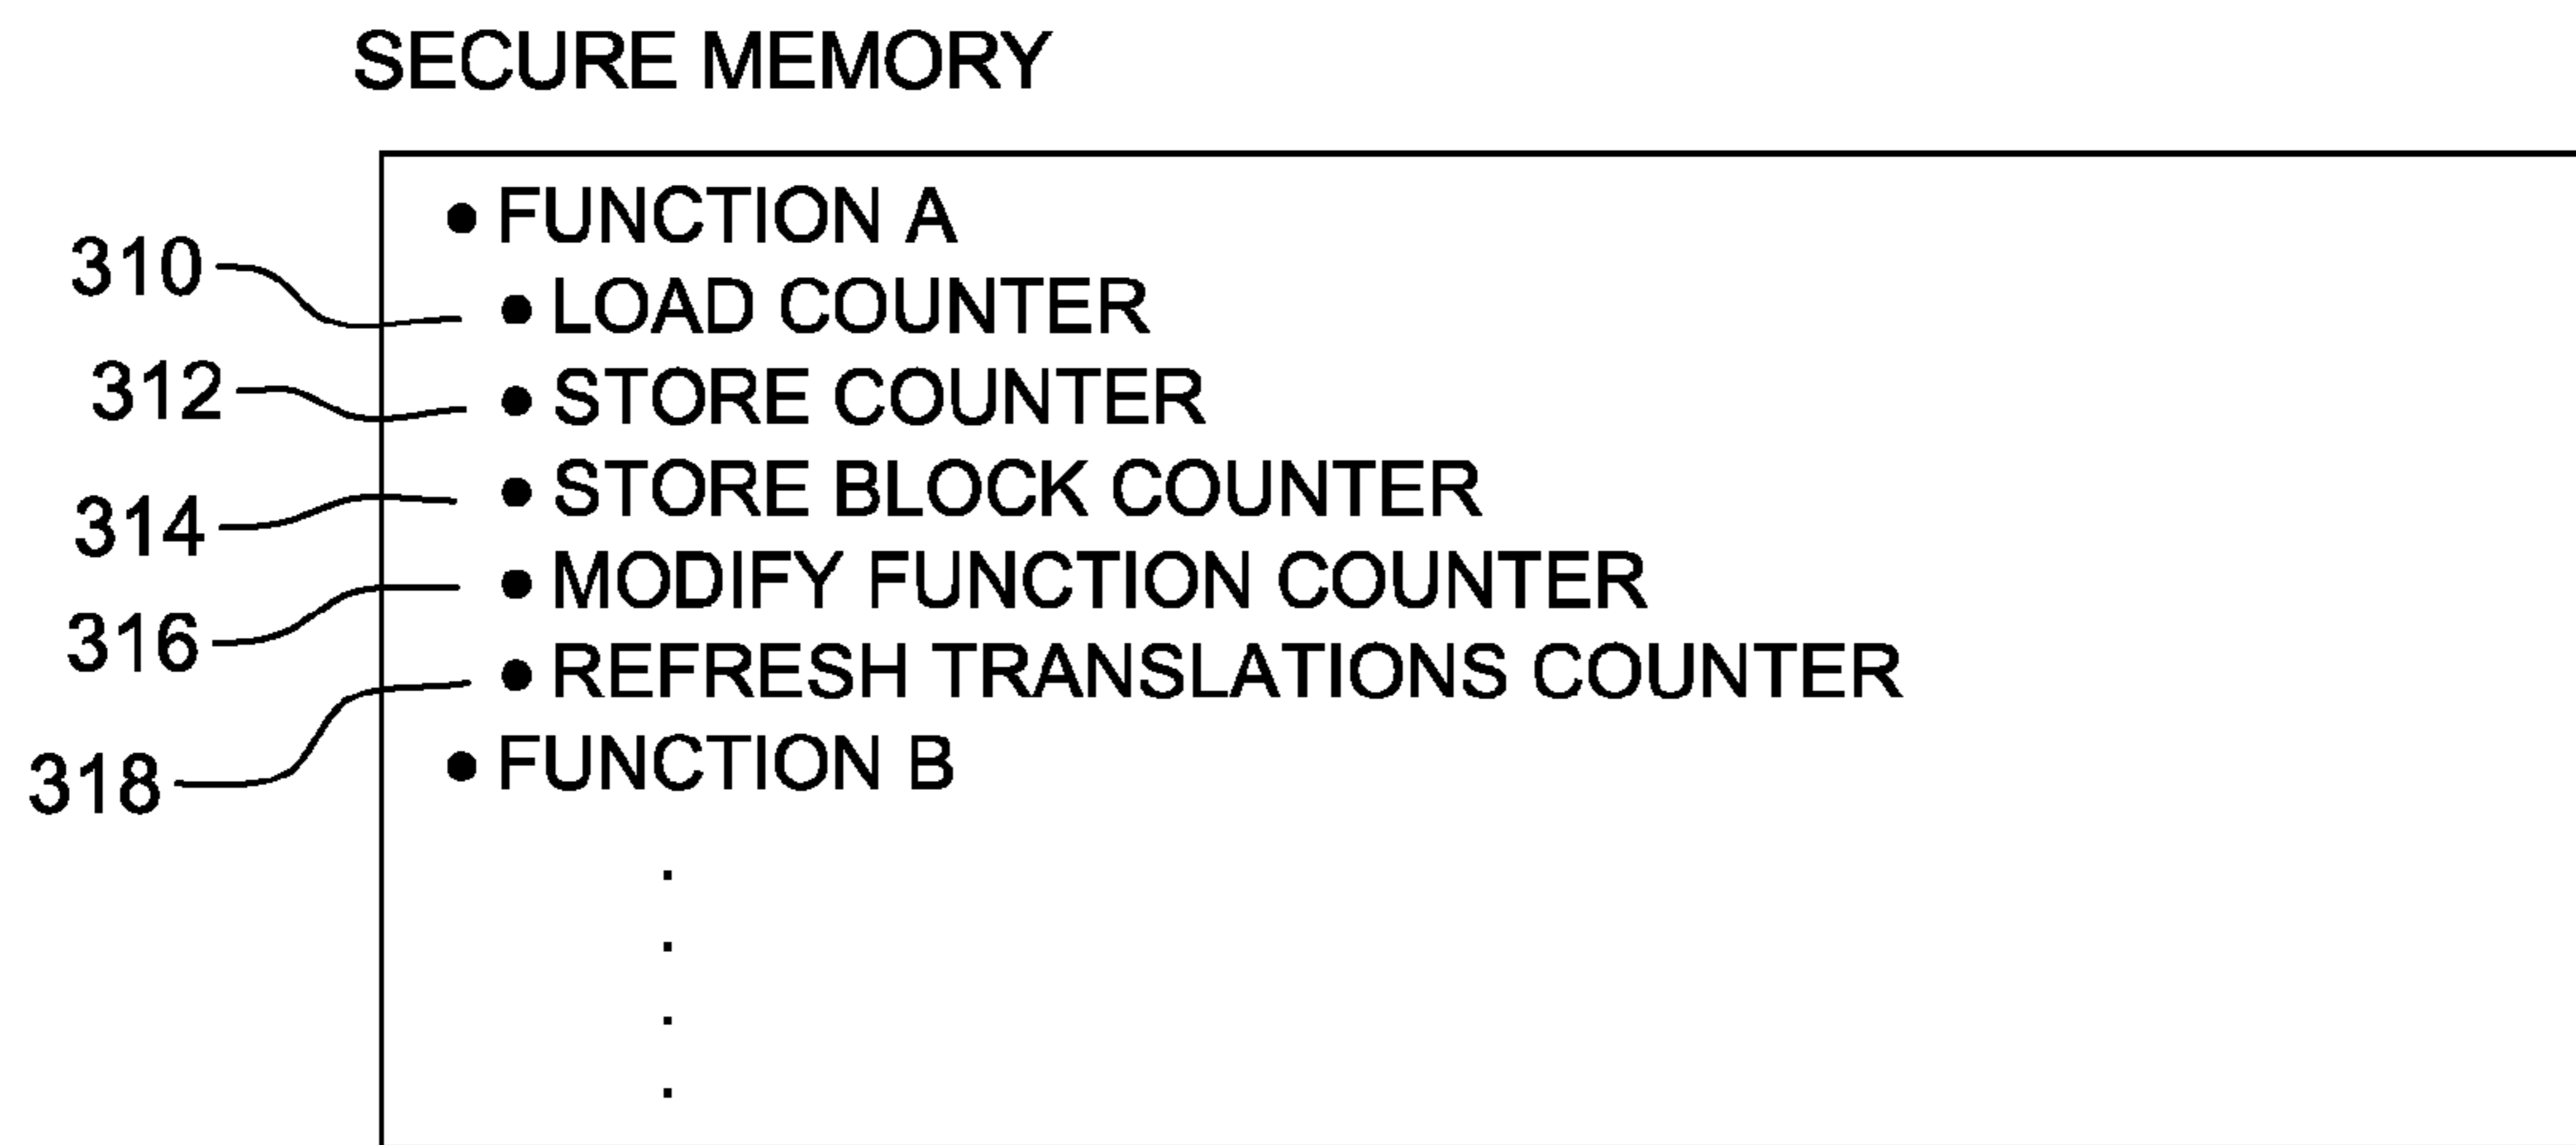 SECURE MEMORY
• FUNCTION A
310 • LOAD COUNTER
312 • STORE COUNTER
314 • STORE BLOCK COUNTER
316 • MODIFY FUNCTION COUNTER
318 • REFRESH TRANSLATIONS COUNTER
• FUNCTION B
.
.
.
.